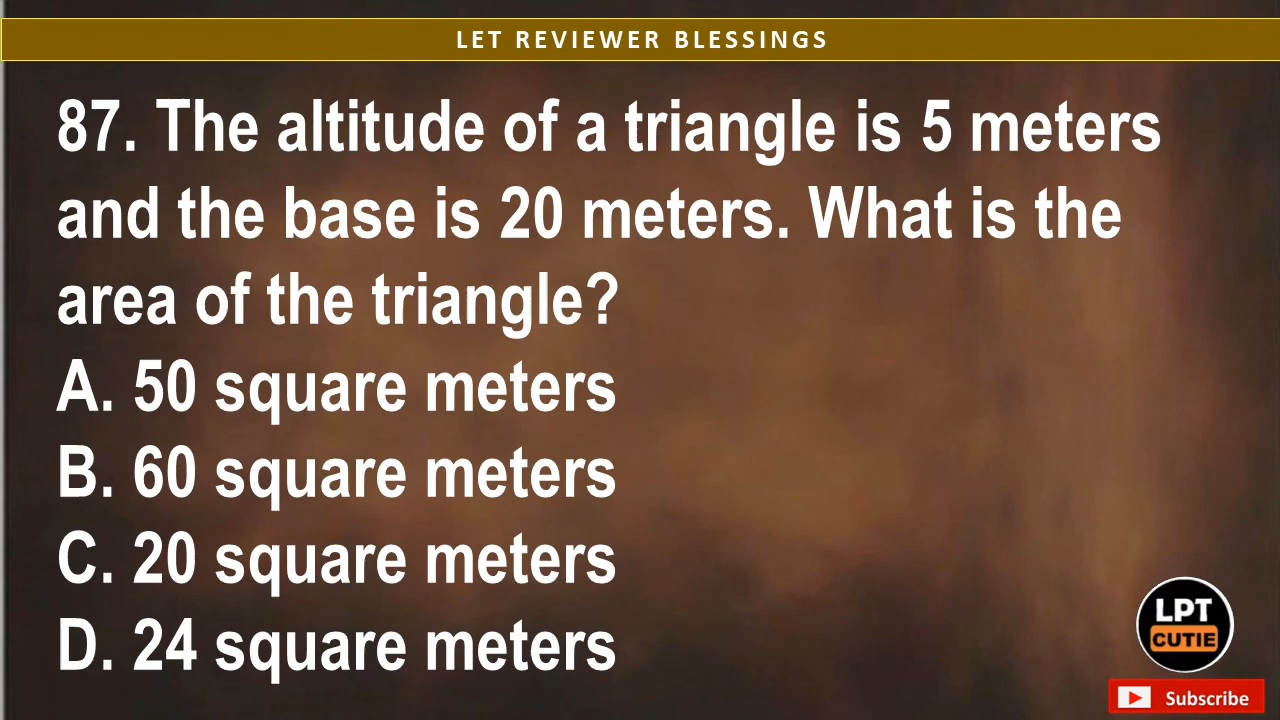 LET REVIEWER BLESSINGS
87. The altitude of a triangle is 5 meters
and the base is 20 meters. What is the
area of the triangle?
A. 50 square meters
B. 60 square meters
C. 20 square meters
D. 24 square meters
LPT
CUTIE
Subscribe